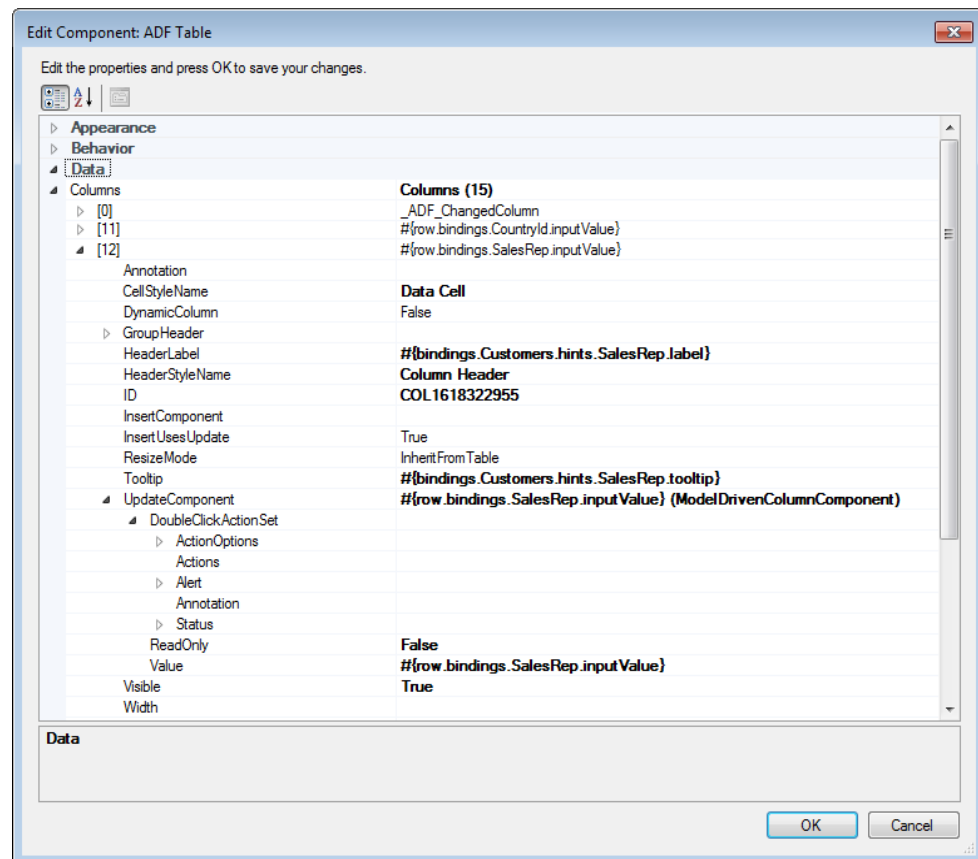 Edit Component: ADF Table
Edit the properties and press OK to save your changes.
Appearance
Behavior
Data
Columns Columns (15)
[0] _ADF_ChangedColumn
[11] #{row.bindings.CountryId.inputValue}
[12] #{row.bindings.SalesRep.inputValue}
Annotation
CellStyleName Data Cell
DynamicColumn False
GroupHeader
HeaderLabel #{bindings.Customers.hints.SalesRep.label}
HeaderStyleName Column Header
ID COL1618322955
InsertComponent
InsertUsesUpdate True
ResizeMode InheritFromTable
Tooltip #{bindings.Customers.hints.SalesRep.tooltip}
UpdateComponent #{row.bindings.SalesRep.inputValue} (ModelDrivenColumnComponent)
DoubleClickActionSet
ActionOptions
Actions
Alert
Annotation
Status
ReadOnly False
Value #{row.bindings.SalesRep.inputValue}
Visible True
Width
Data
OK Cancel